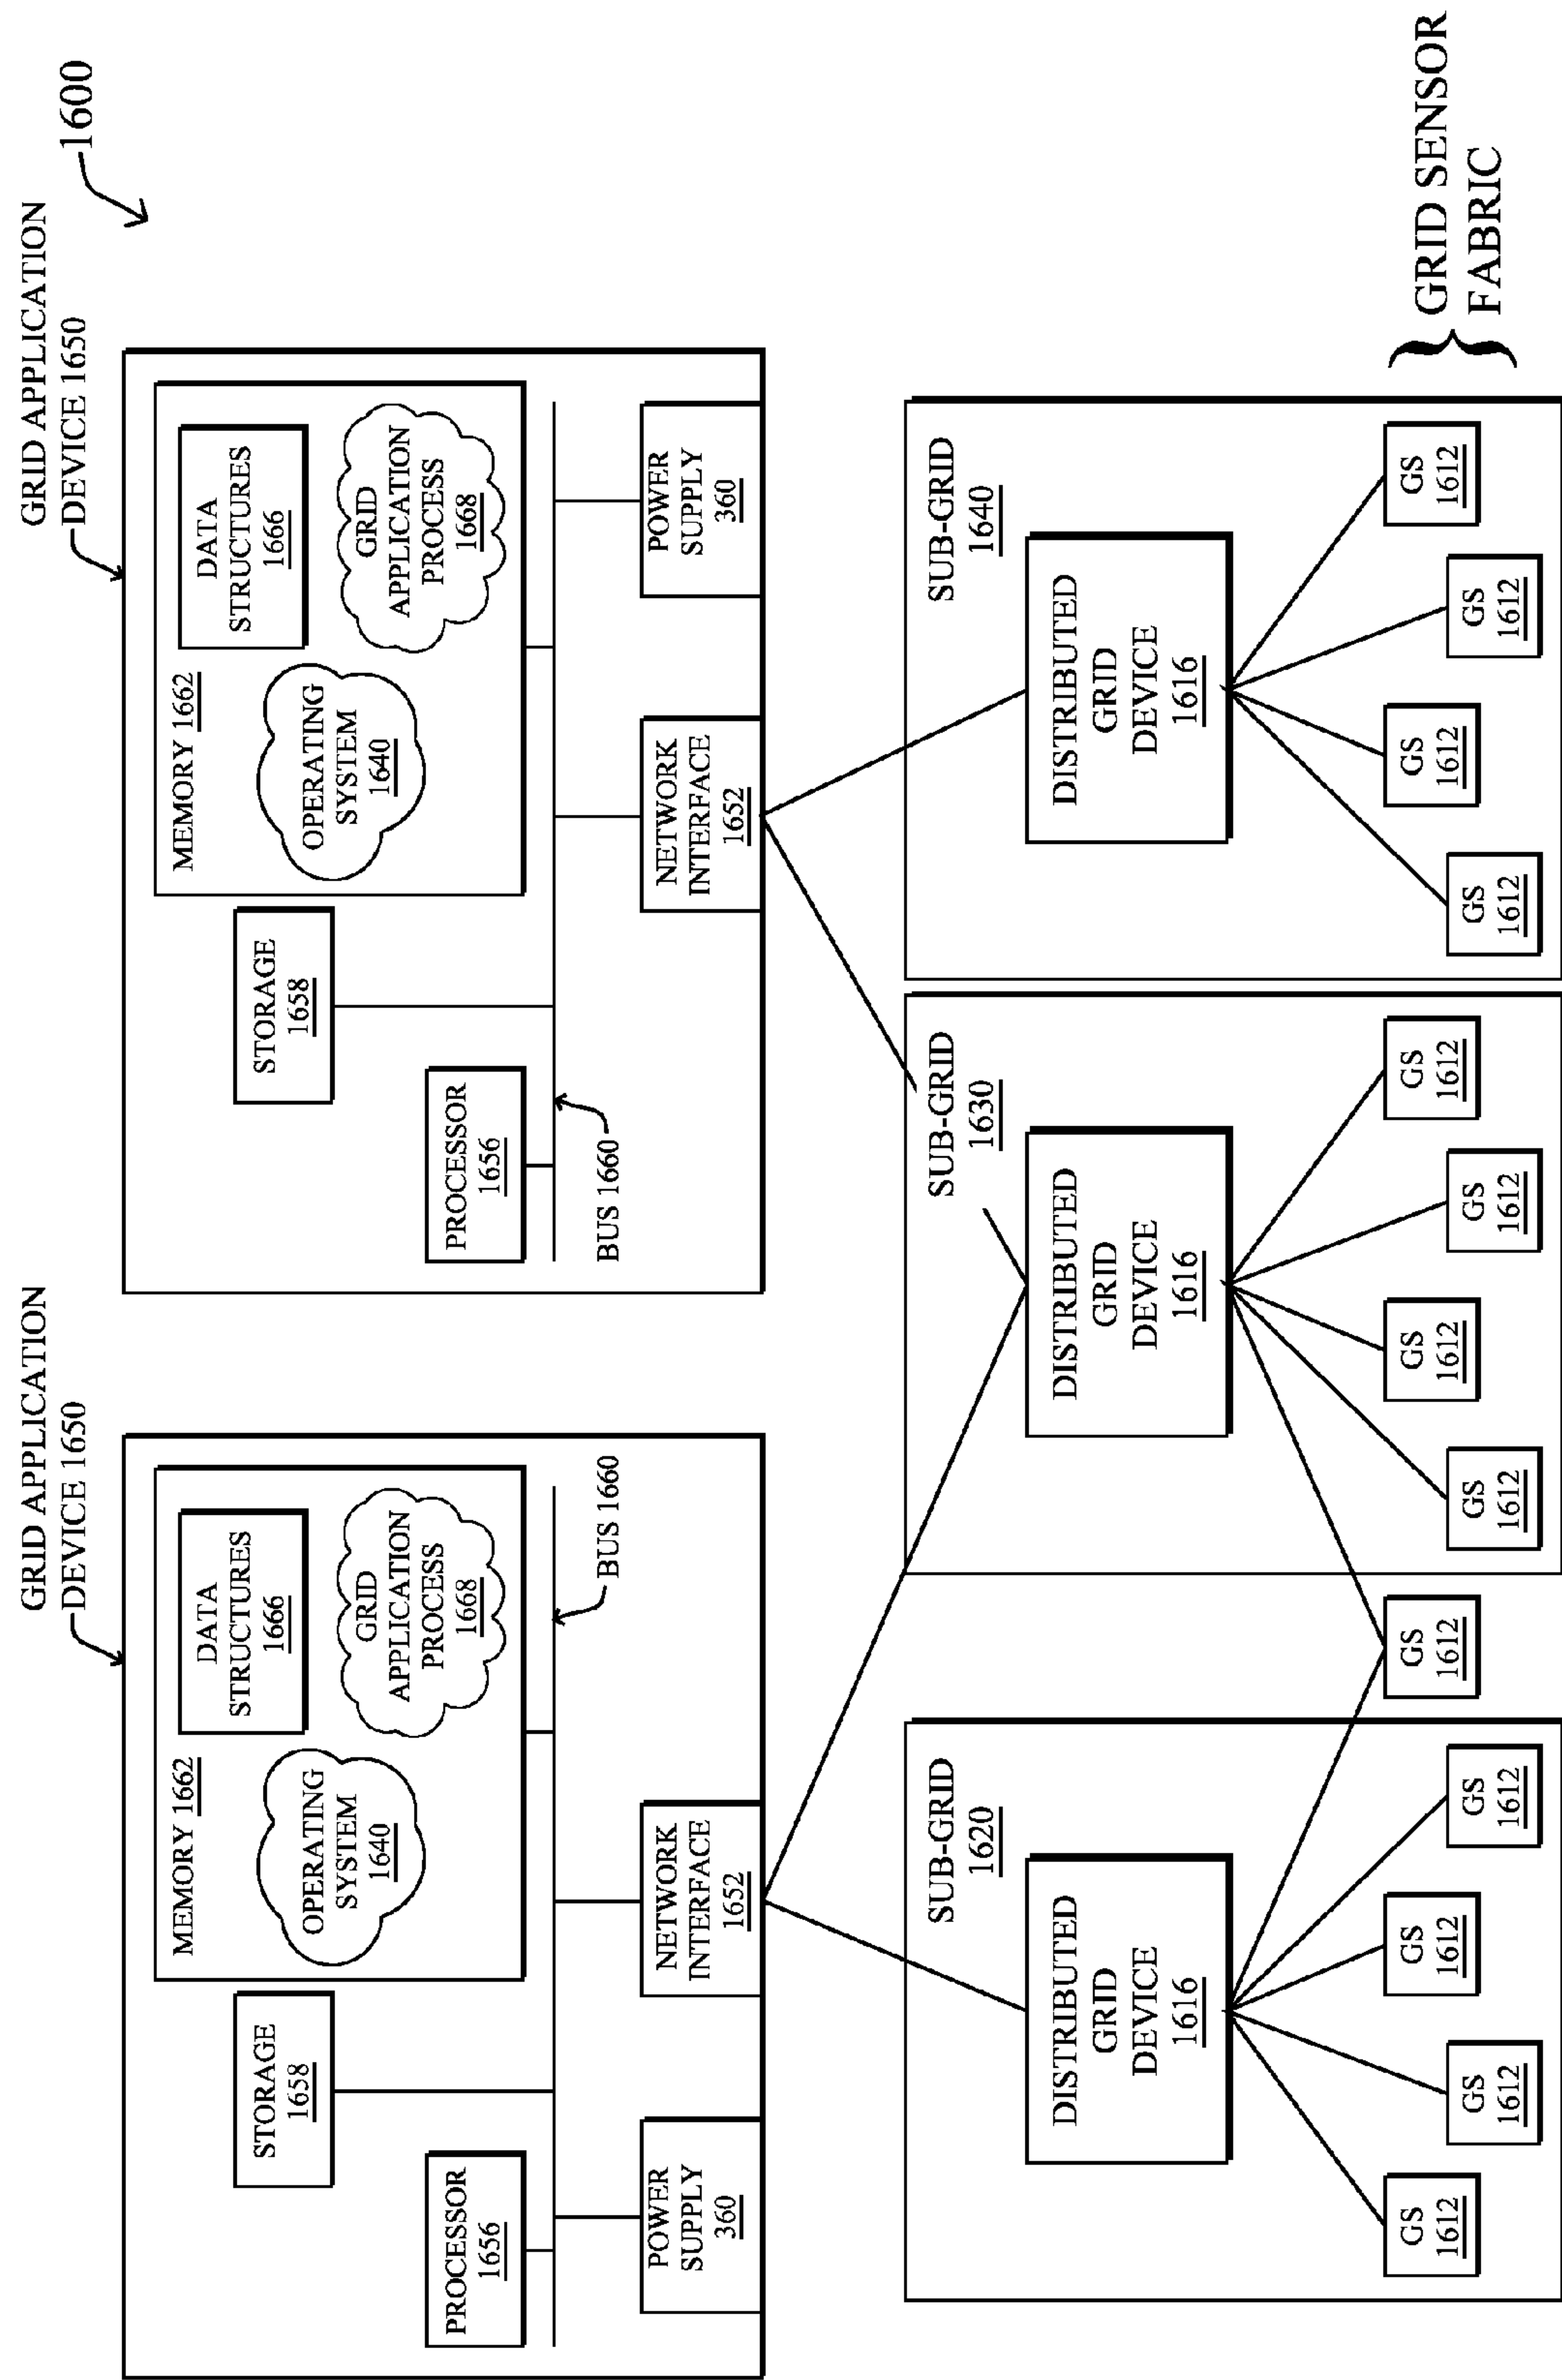 1600
GRID APPLICATION
DEVICE 1650
MEMORY 1662
DATA
STRUCTURES
1666
OPERATING
SYSTEM
1640
GRID
APPLICATION
PROCESS
1668
STORAGE
1658
PROCESSOR
1656
BUS 1660
POWER
SUPPLY
360
NETWORK
INTERFACE
1652
GRID APPLICATION
DEVICE 1650
MEMORY 1662
DATA
STRUCTURES
1666
OPERATING
SYSTEM
1640
GRID
APPLICATION
PROCESS
1668
STORAGE
1658
PROCESSOR
1656
BUS 1660
NETWORK
INTERFACE
1652
POWER
SUPPLY
360
SUB-GRID
1620
DISTRIBUTED
GRID
DEVICE
1616
GS
1612
GS
1612
GS
1612
GS
1612
GS
1612
SUB-GRID
1630
DISTRIBUTED
GRID
DEVICE
1616
GS
1612
GS
1612
GS
1612
GS
1612
SUB-GRID
1640
DISTRIBUTED
GRID
DEVICE
1616
GS
1612
GS
1612
GS
1612
GS
1612
GRID SENSOR
FABRIC